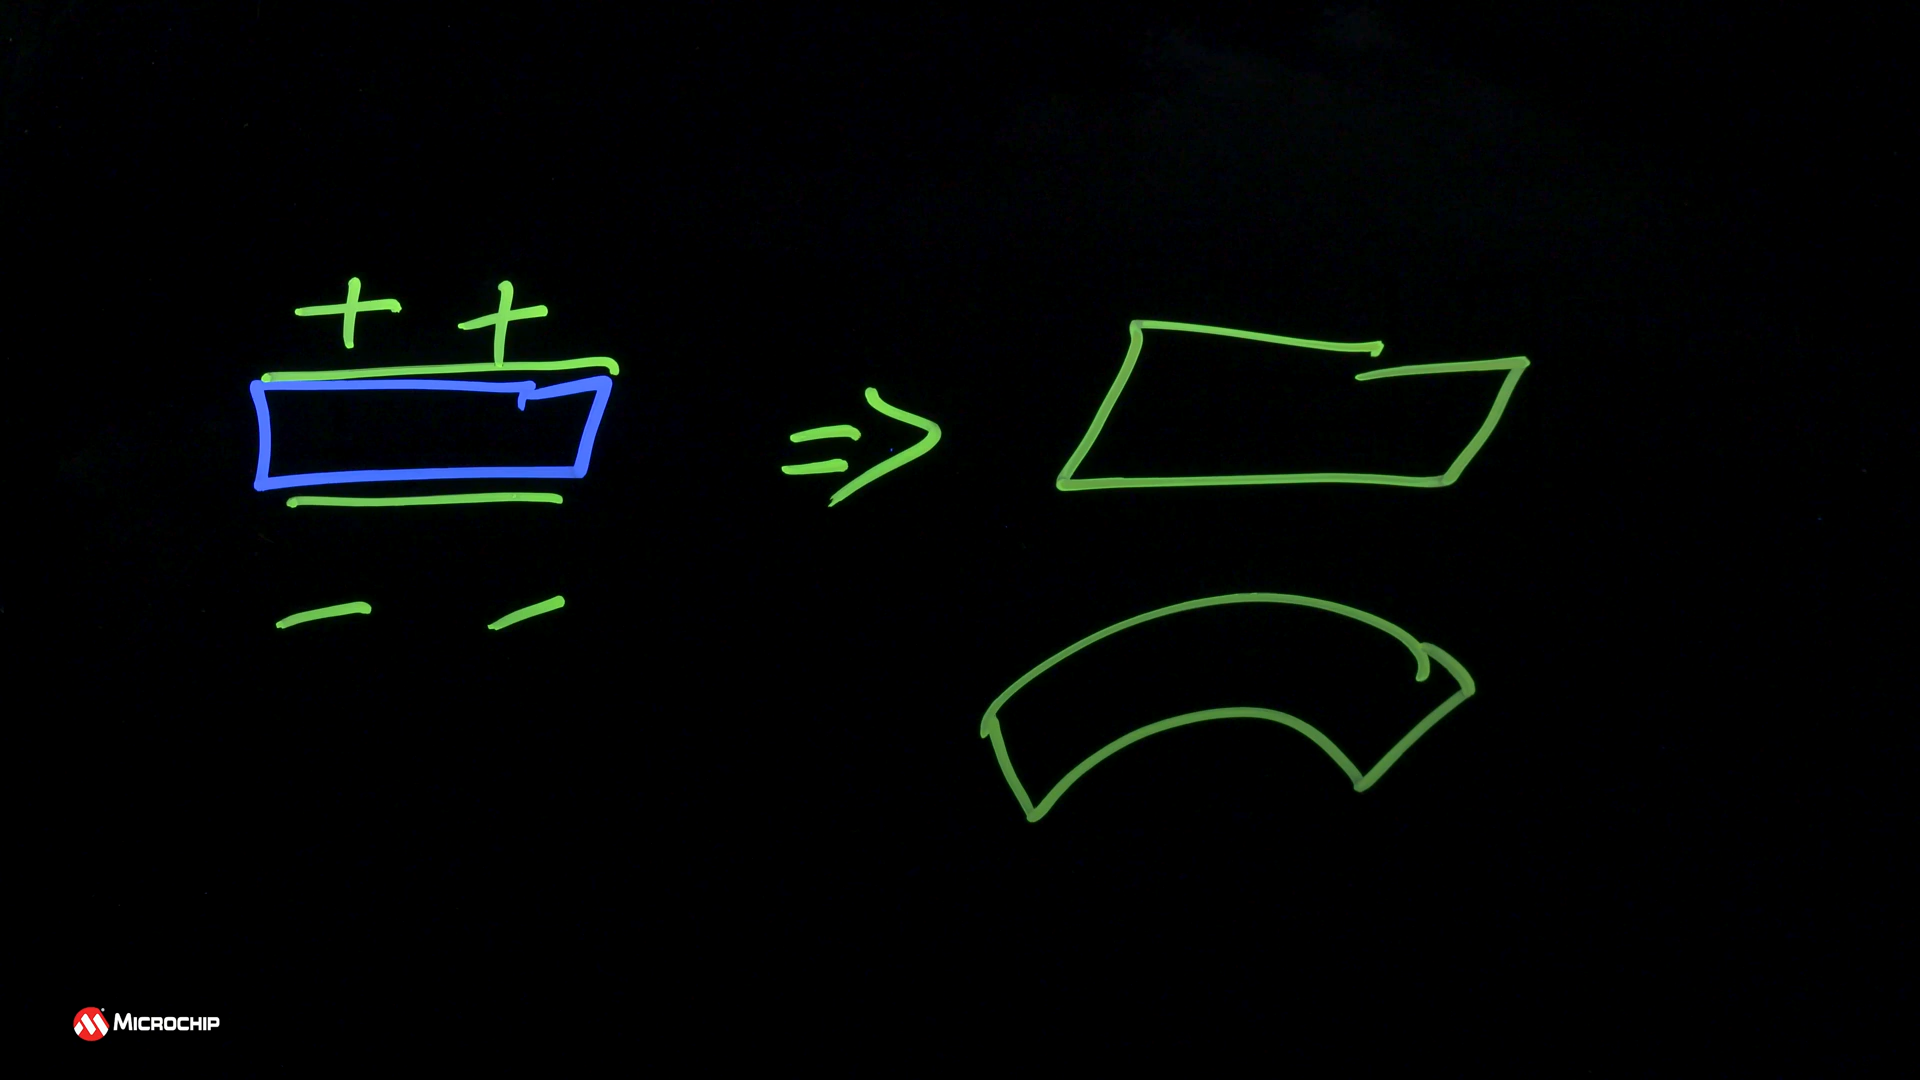 + +
⇒
− −
MICROCHIP